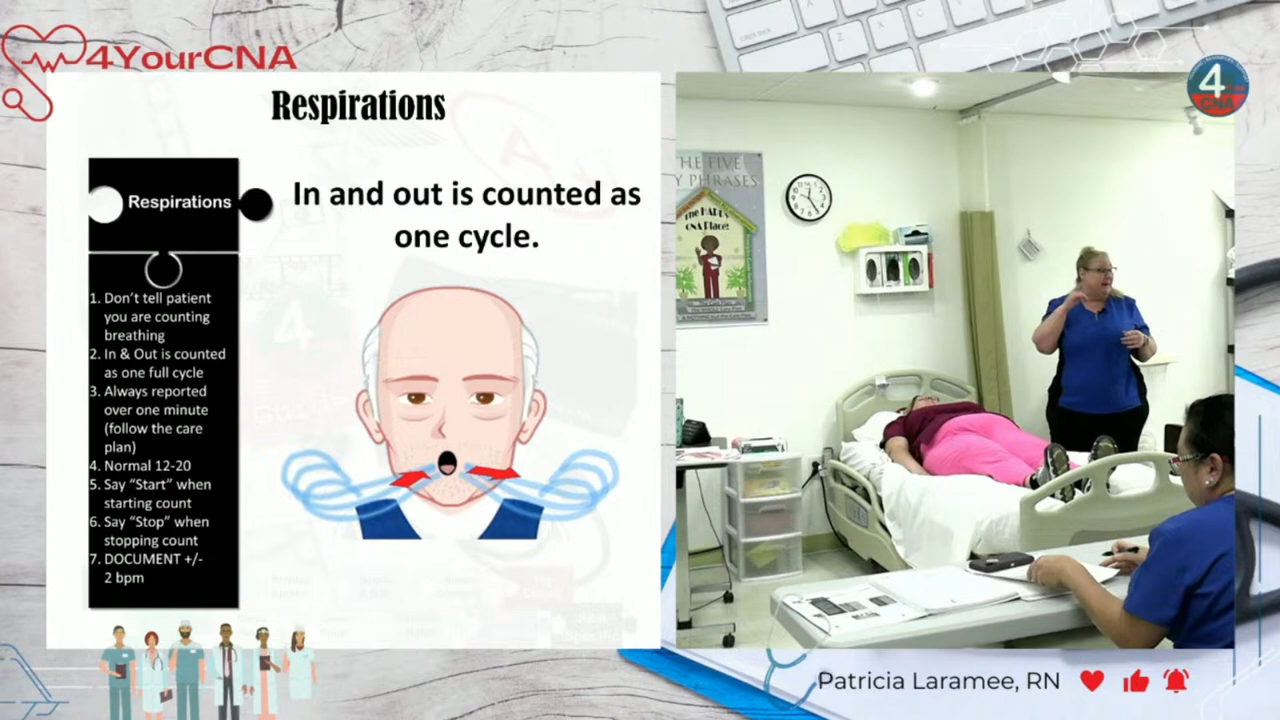 4YourCNA
Respirations
Respirations
In and out is counted as
one cycle.
1. Don't tell patient
you are counting
breathing
2. In & Out is counted
as one full cycle
3. Always reported
over one minute
(follow the care
plan)
4. Normal 12-20
5. Say "Start" when
starting count
6. Say "Stop" when
stopping count
7. DOCUMENT +/-
2 bpm
THE FIVE
PHRASES
The HAPPY
CNA Place!
4
CNA
Patricia Laramee, RN